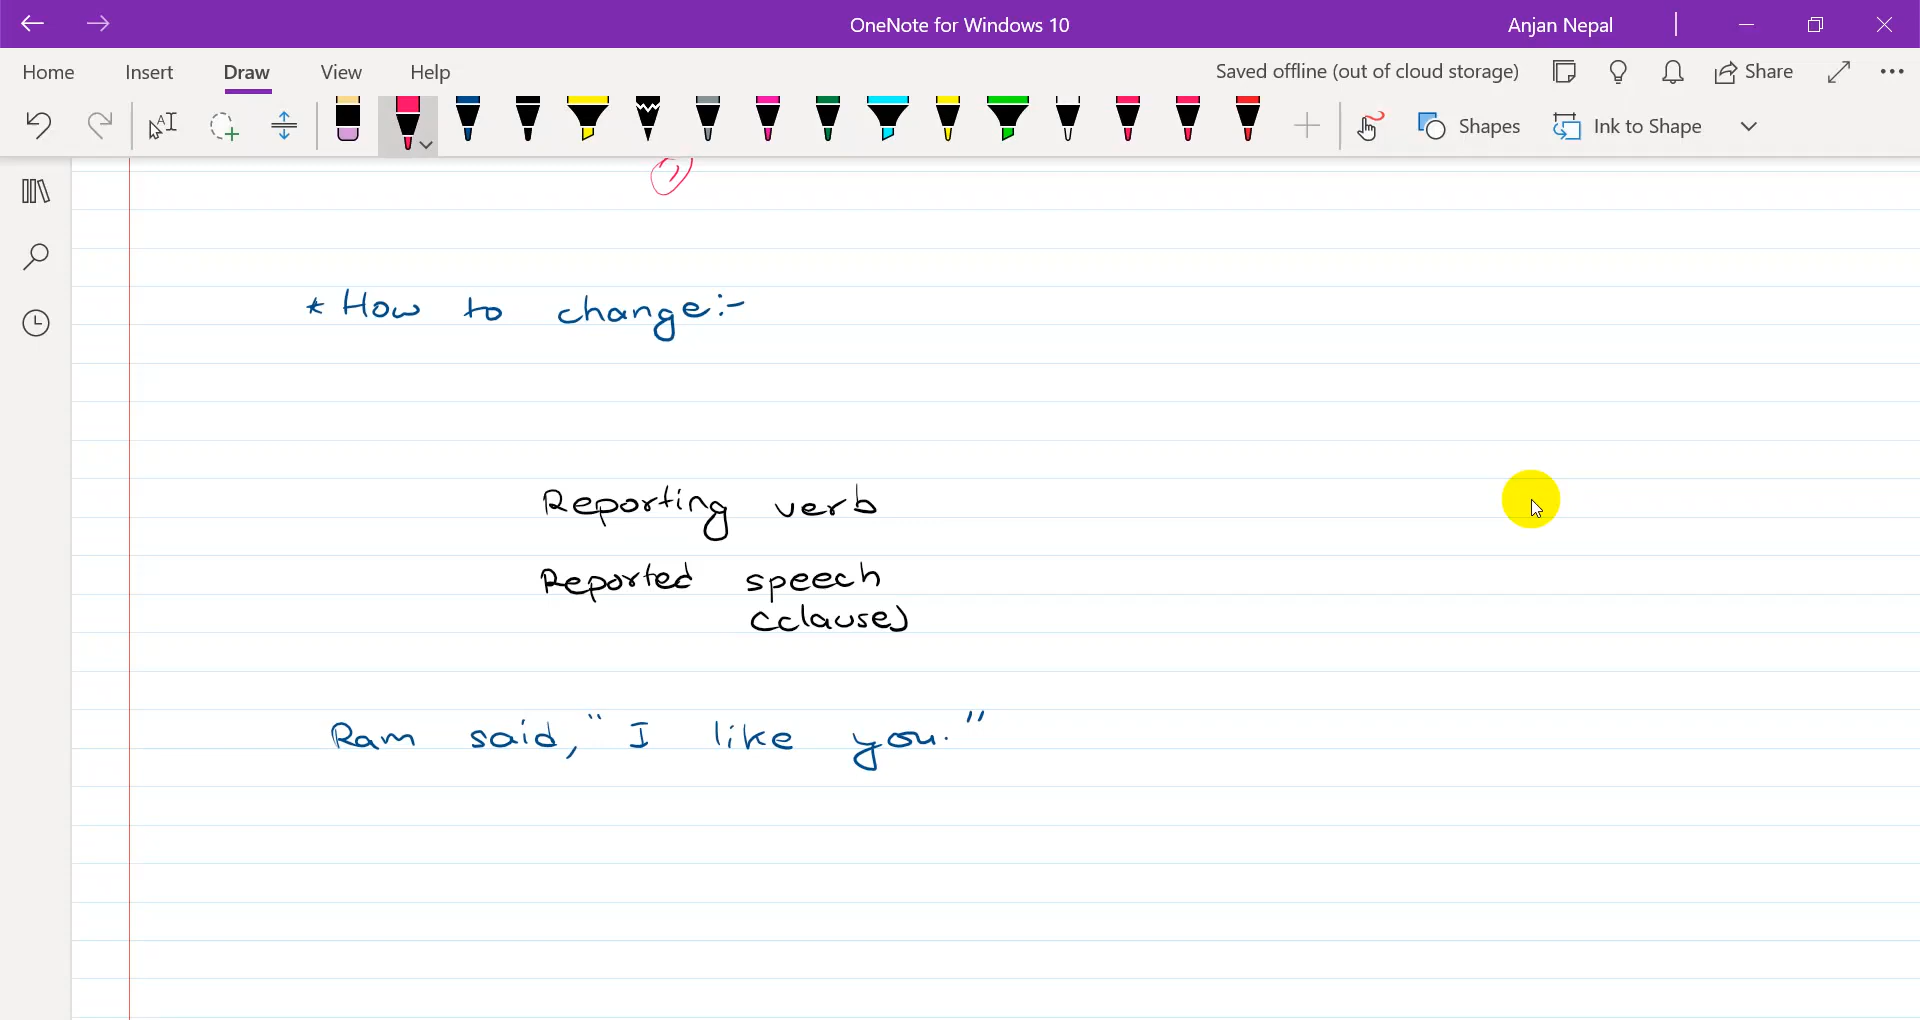 OneNote for Windows 10
Anjan Nepal
Home Insert Draw View Help
Saved offline (out of cloud storage)
Share
Shapes
Ink to Shape
* How to change:-
Reporting verb
Reported speech
(clause)
Ram said, "I like you."